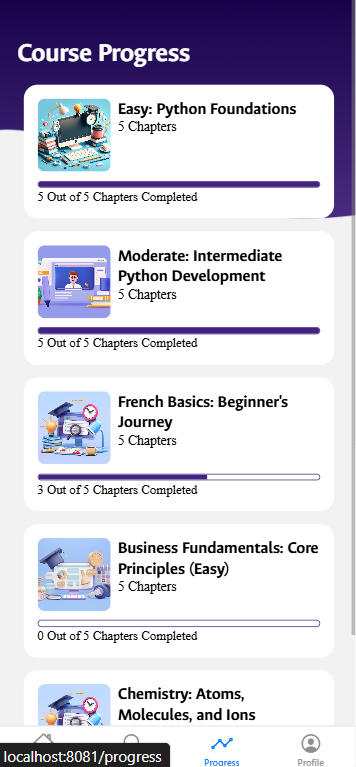 Course Progress
Easy: Python Foundations
5 Chapters
5 Out of 5 Chapters Completed
Moderate: Intermediate
Python Development
5 Chapters
5 Out of 5 Chapters Completed
French Basics: Beginner's
Journey
5 Chapters
3 Out of 5 Chapters Completed
Business Fundamentals: Core
Principles (Easy)
5 Chapters
0 Out of 5 Chapters Completed
Chemistry: Atoms,
Molecules, and Ions
localhost:8081/progress
Progress
Profile